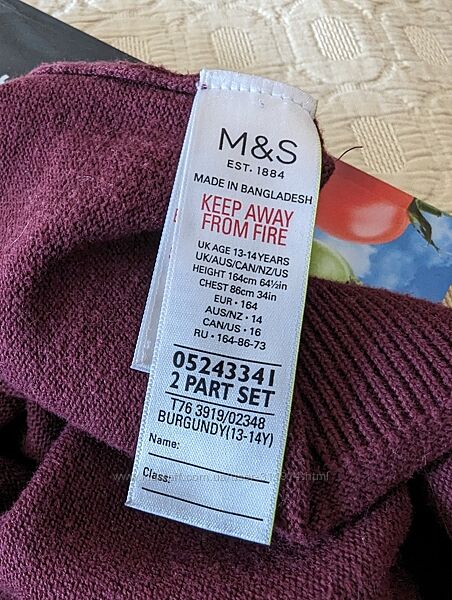 M&S
EST. 1884
MADE IN BANGLADESH
KEEP AWAY
FROM FIRE
UK AGE 13-14YEARS
UK/AUS/CAN/NZ/US
HEIGHT 164cm 64½in
CHEST 86cm 34in
EUR • 164
AUS/NZ • 14
CAN/US • 16
RU • 164-86-73
05243341
2 PART SET
T76 3919/02348
BURGUNDY(13-14Y)
Name:
Class: